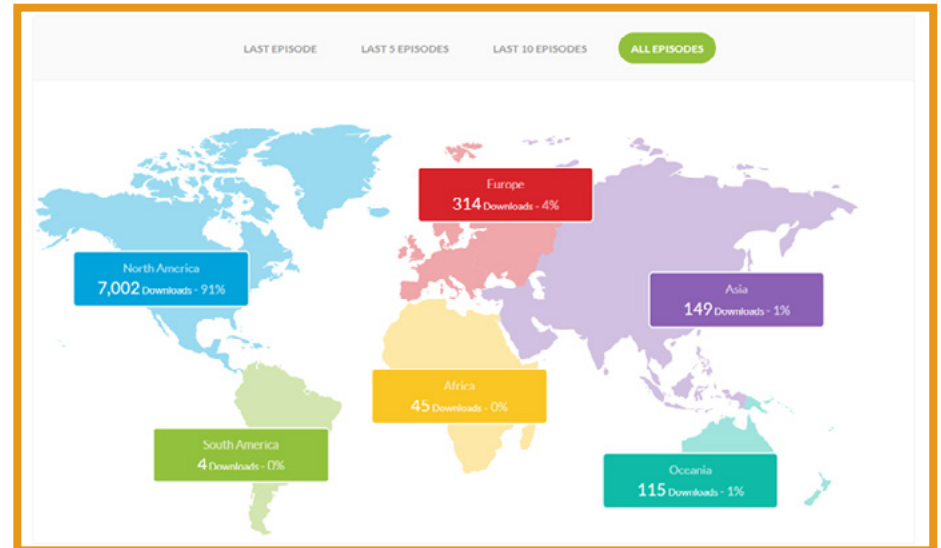 LAST EPISODE LAST 5 EPISODES LAST 10 EPISODES ALL EPISODES
Europe
314 Downloads - 4%
North America
7,002 Downloads - 91%
Asia
149 Downloads - 1%
Africa
45 Downloads - 0%
South America
4 Downloads - 0%
Oceania
115 Downloads - 1%